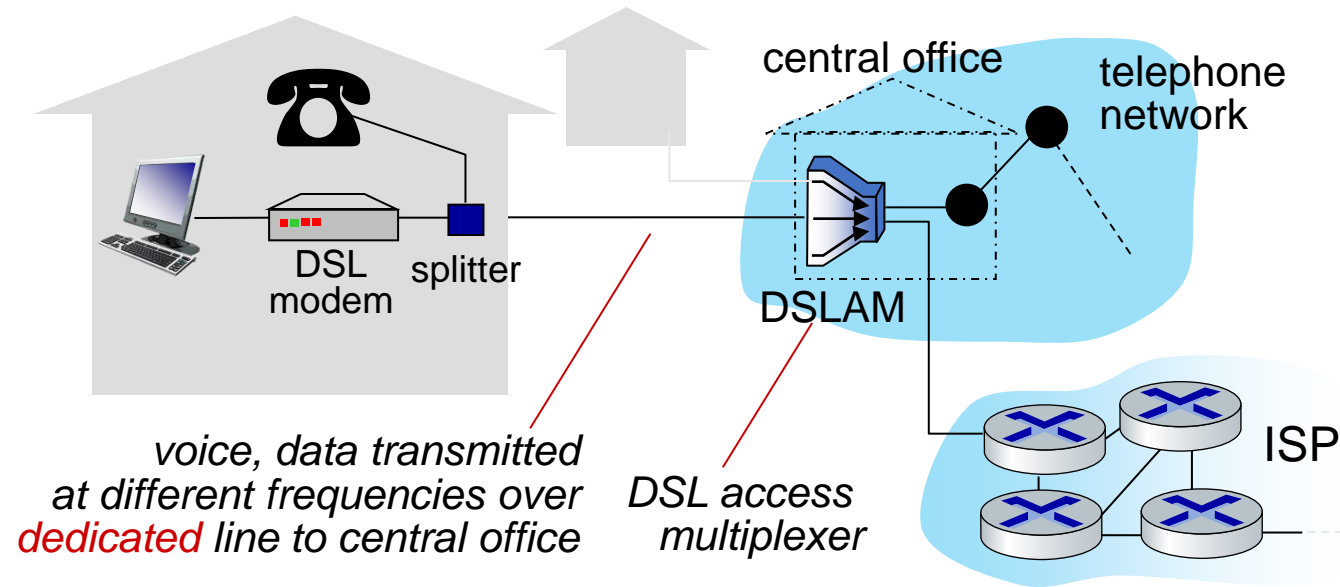 central office
telephone
network
DSL
modem
splitter
DSLAM
ISP
voice, data transmitted
at different frequencies over
dedicated line to central office
DSL access
multiplexer